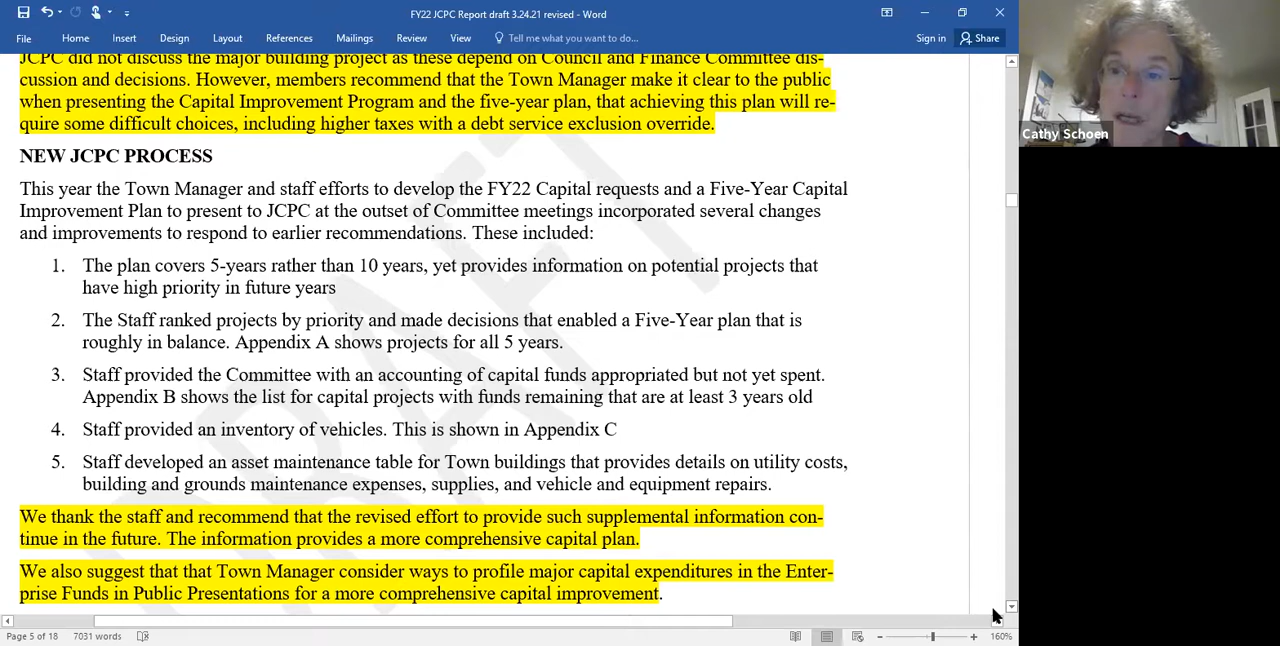 FY22 JCPC Report draft 3.24.21 revised - Word
File Home Insert Design Layout References Mailings Review View Tell me what you want to do... Sign in Share
JCPC did not discuss the major building project as these depend on Council and Finance Committee dis-
cussion and decisions. However, members recommend that the Town Manager make it clear to the public
when presenting the Capital Improvement Program and the five-year plan, that achieving this plan will re-
quire some difficult choices, including higher taxes with a debt service exclusion override.
NEW JCPC PROCESS
This year the Town Manager and staff efforts to develop the FY22 Capital requests and a Five-Year Capital
Improvement Plan to present to JCPC at the outset of Committee meetings incorporated several changes
and improvements to respond to earlier recommendations. These included:
1. The plan covers 5-years rather than 10 years, yet provides information on potential projects that
have high priority in future years
2. The Staff ranked projects by priority and made decisions that enabled a Five-Year plan that is
roughly in balance. Appendix A shows projects for all 5 years.
3. Staff provided the Committee with an accounting of capital funds appropriated but not yet spent.
Appendix B shows the list for capital projects with funds remaining that are at least 3 years old
4. Staff provided an inventory of vehicles. This is shown in Appendix C
5. Staff developed an asset maintenance table for Town buildings that provides details on utility costs,
building and grounds maintenance expenses, supplies, and vehicle and equipment repairs.
We thank the staff and recommend that the revised effort to provide such supplemental information con-
tinue in the future. The information provides a more comprehensive capital plan.
We also suggest that that Town Manager consider ways to profile major capital expenditures in the Enter-
prise Funds in Public Presentations for a more comprehensive capital improvement.
Page 5 of 18 7031 words 160%
Cathy Schoen
DRAFT